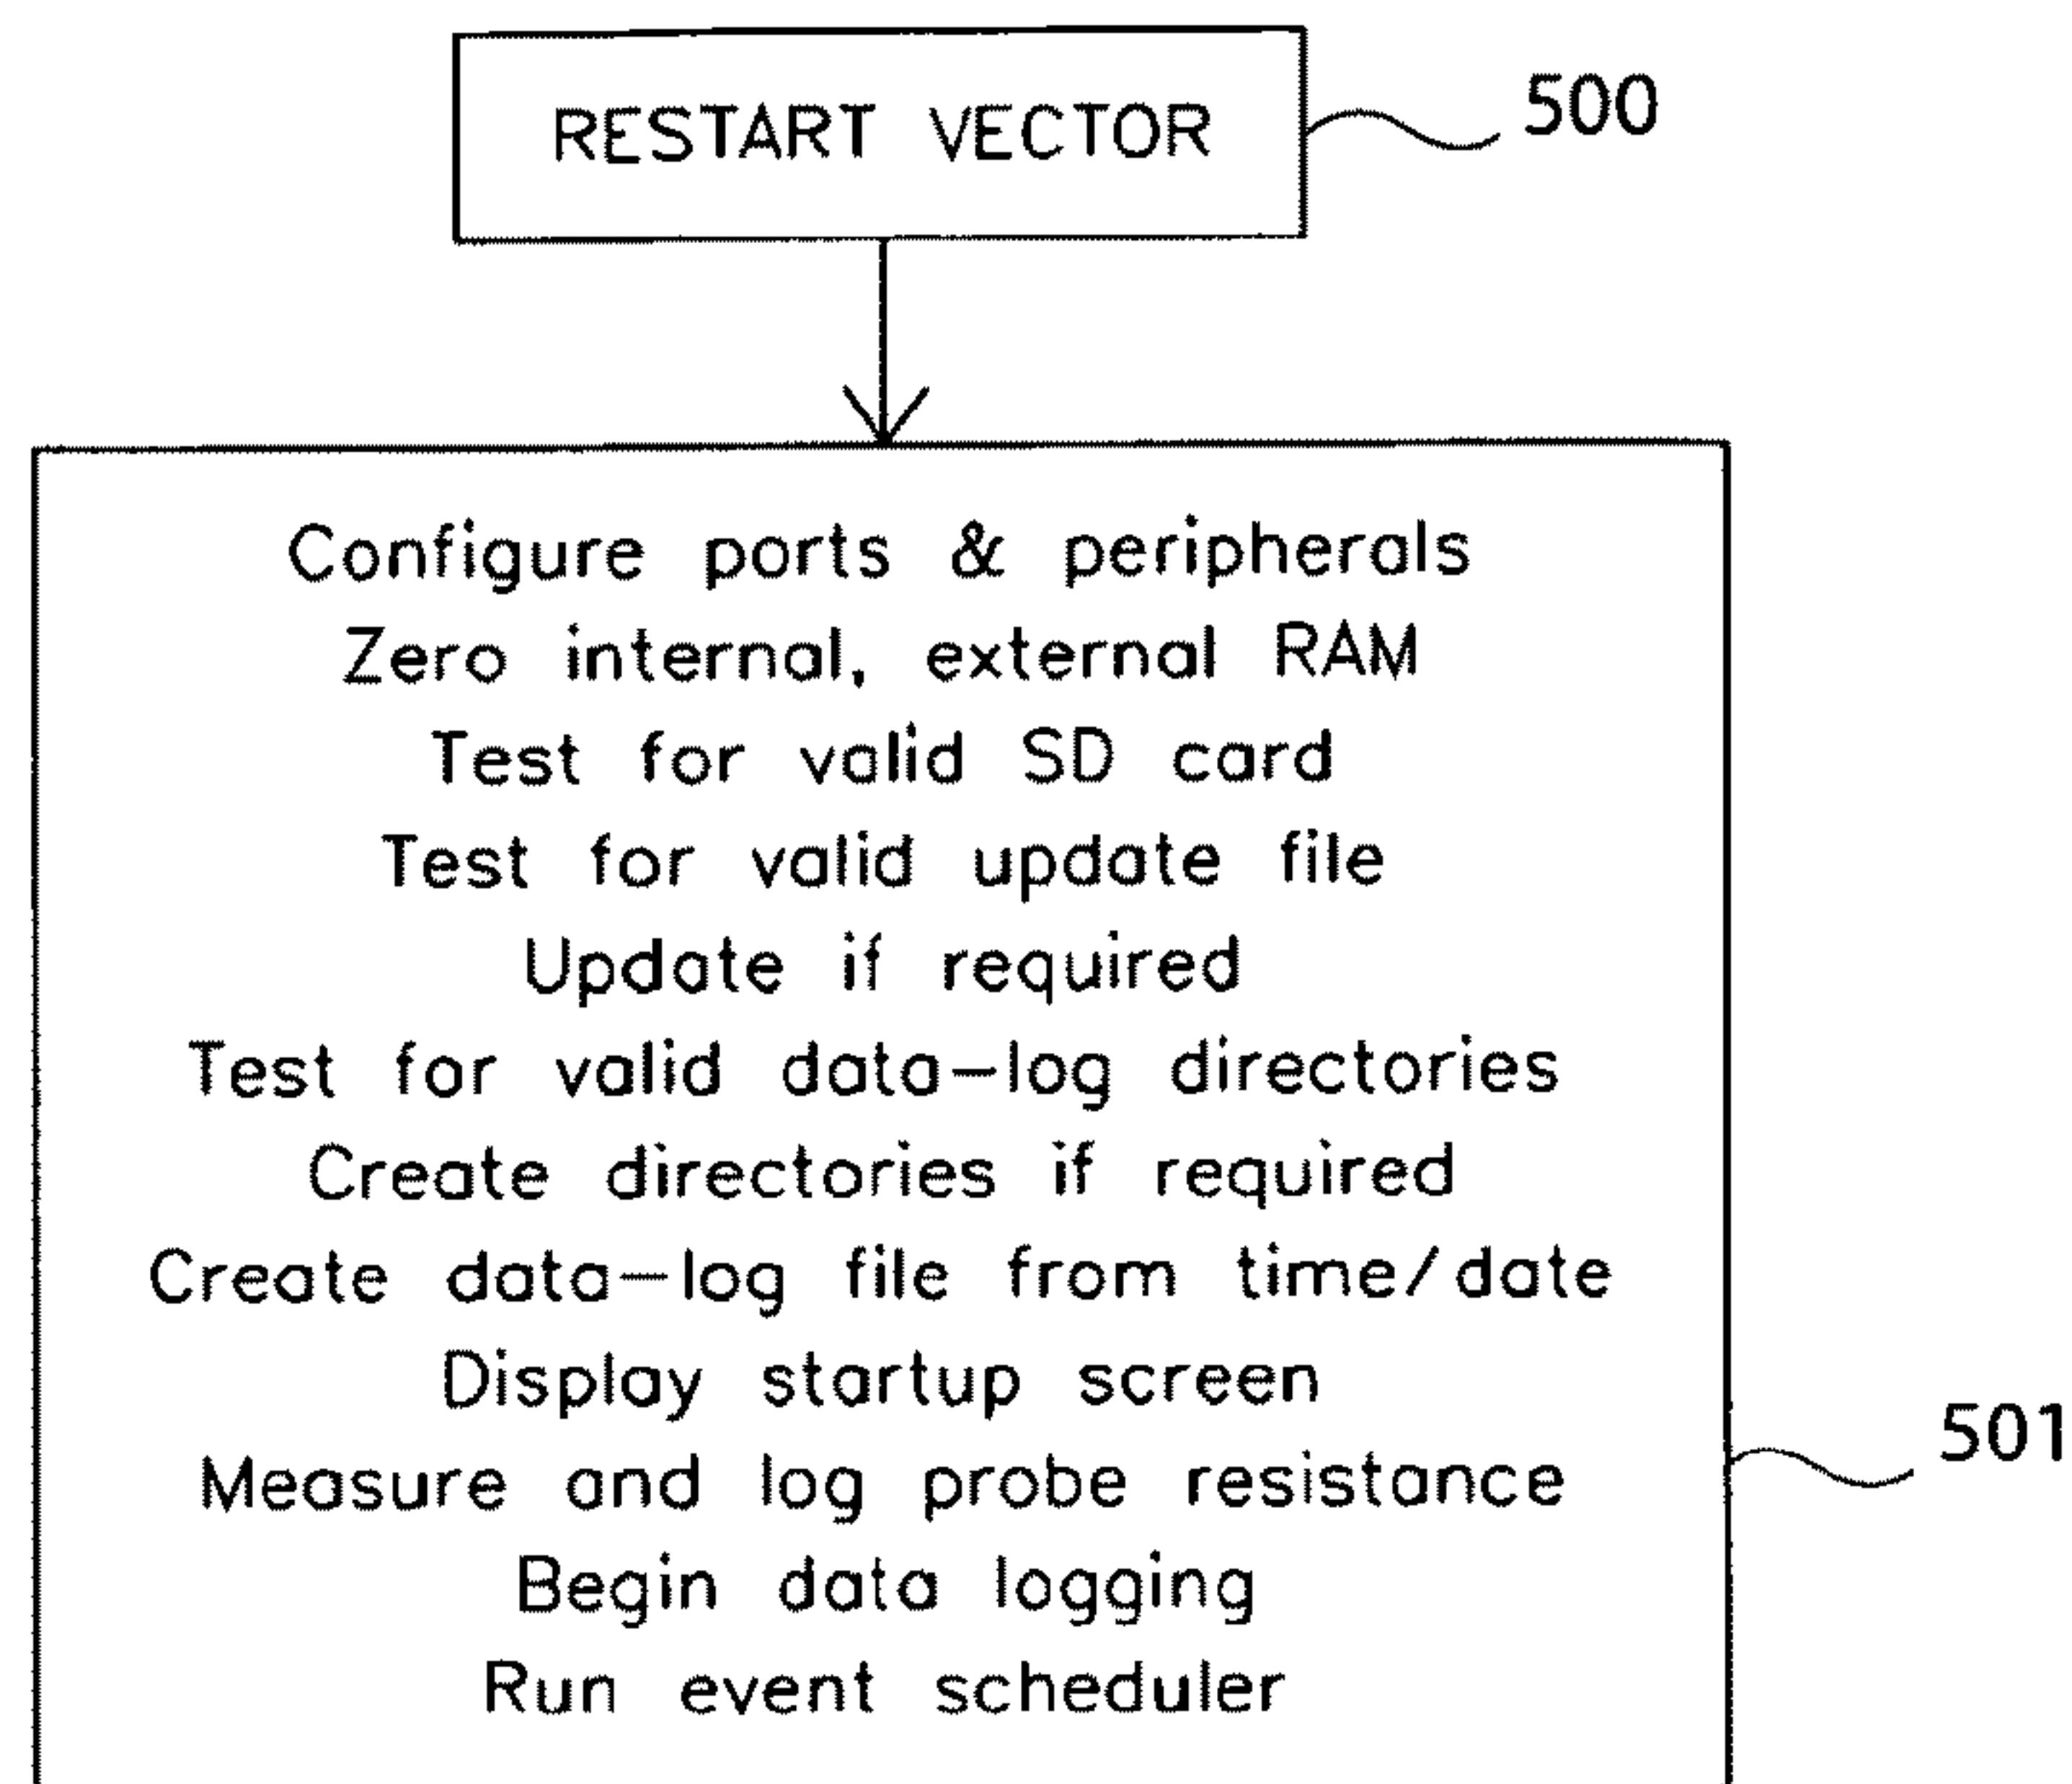 RESTART VECTOR
500
Configure ports & peripherals
Zero internal, external RAM
Test for valid SD card
Test for valid update file
Update if required
Test for valid data-log directories
Create directories if required
Create data-log file from time/date
Display startup screen
Measure and log probe resistance
501
Begin data logging
Run event scheduler